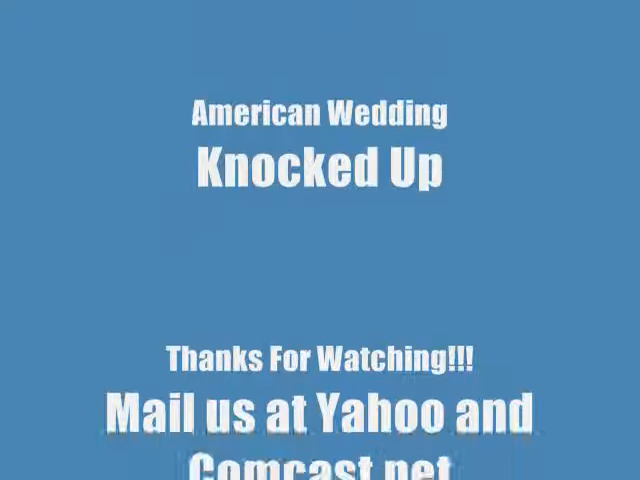 American Wedding
Knocked Up
Thanks For Watching!!!
Mail us at Yahoo and
Comcast.net